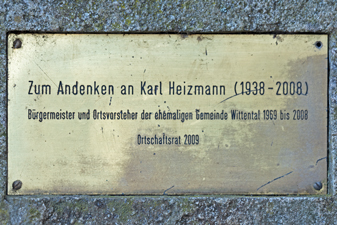 Zum Andenken an Karl Heizmann (1938-2008)
Bürgermeister und Ortsvorsteher der ehemaligen Gemeinde Wittental 1969 bis 2008
Ortschaftsrat 2009